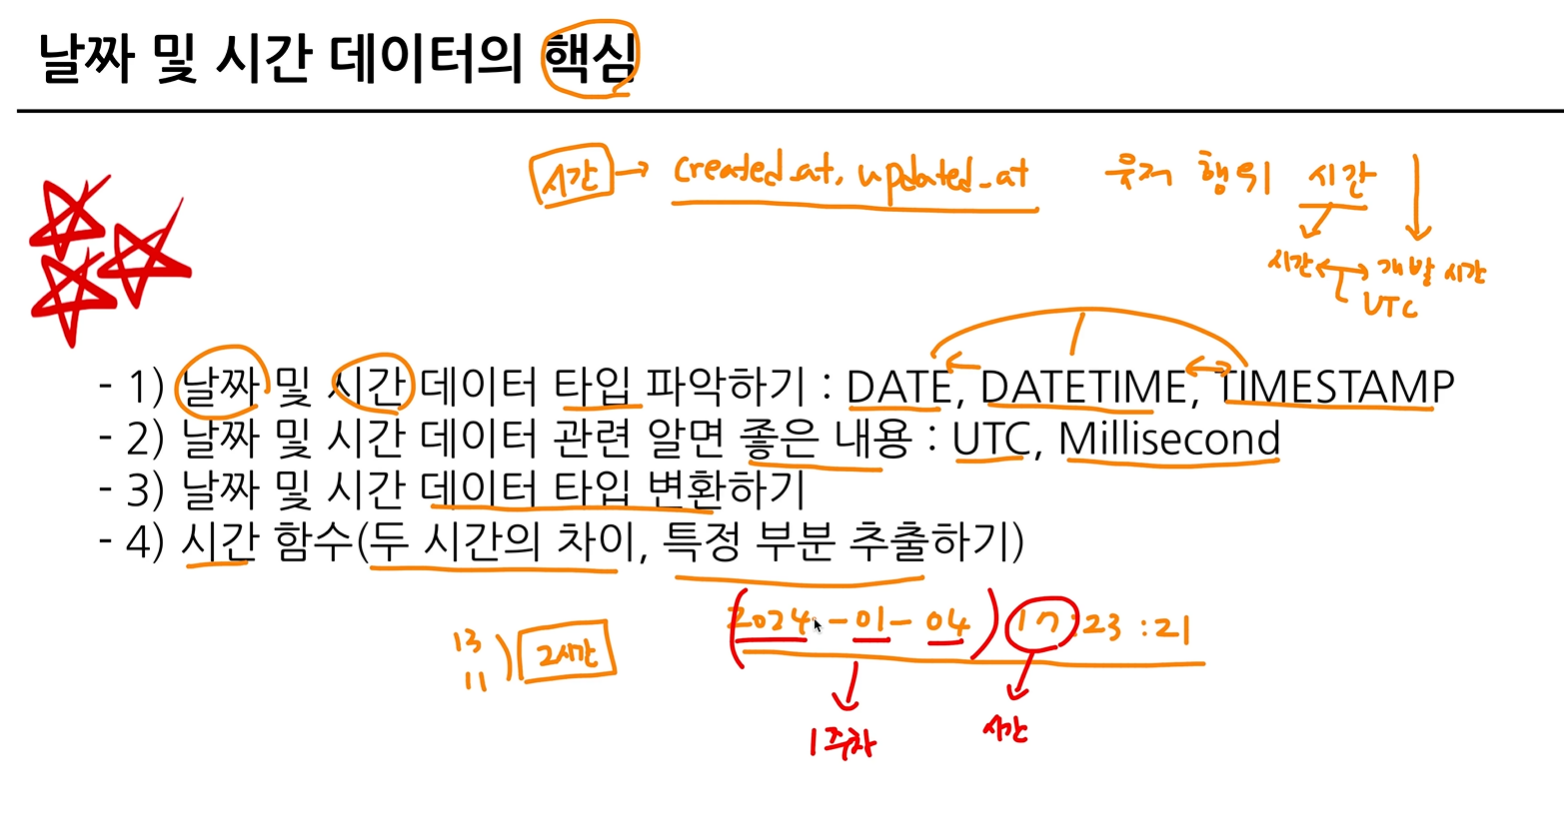 날짜 및 시간 데이터의 핵심
시간 → created_at, updated_at 유저 행위 시간
시간 ↔ 개발 시간
UTC
- 1) 날짜 및 시간 데이터 타입 파악하기 : DATE, DATETIME, TIMESTAMP
- 2) 날짜 및 시간 데이터 관련 알면 좋은 내용 : UTC, Millisecond
- 3) 날짜 및 시간 데이터 타입 변환하기
- 4) 시간 함수(두 시간의 차이, 특정 부분 추출하기)
(2024-01-04) 17:23:21
13
11
2시간
1주차
시간